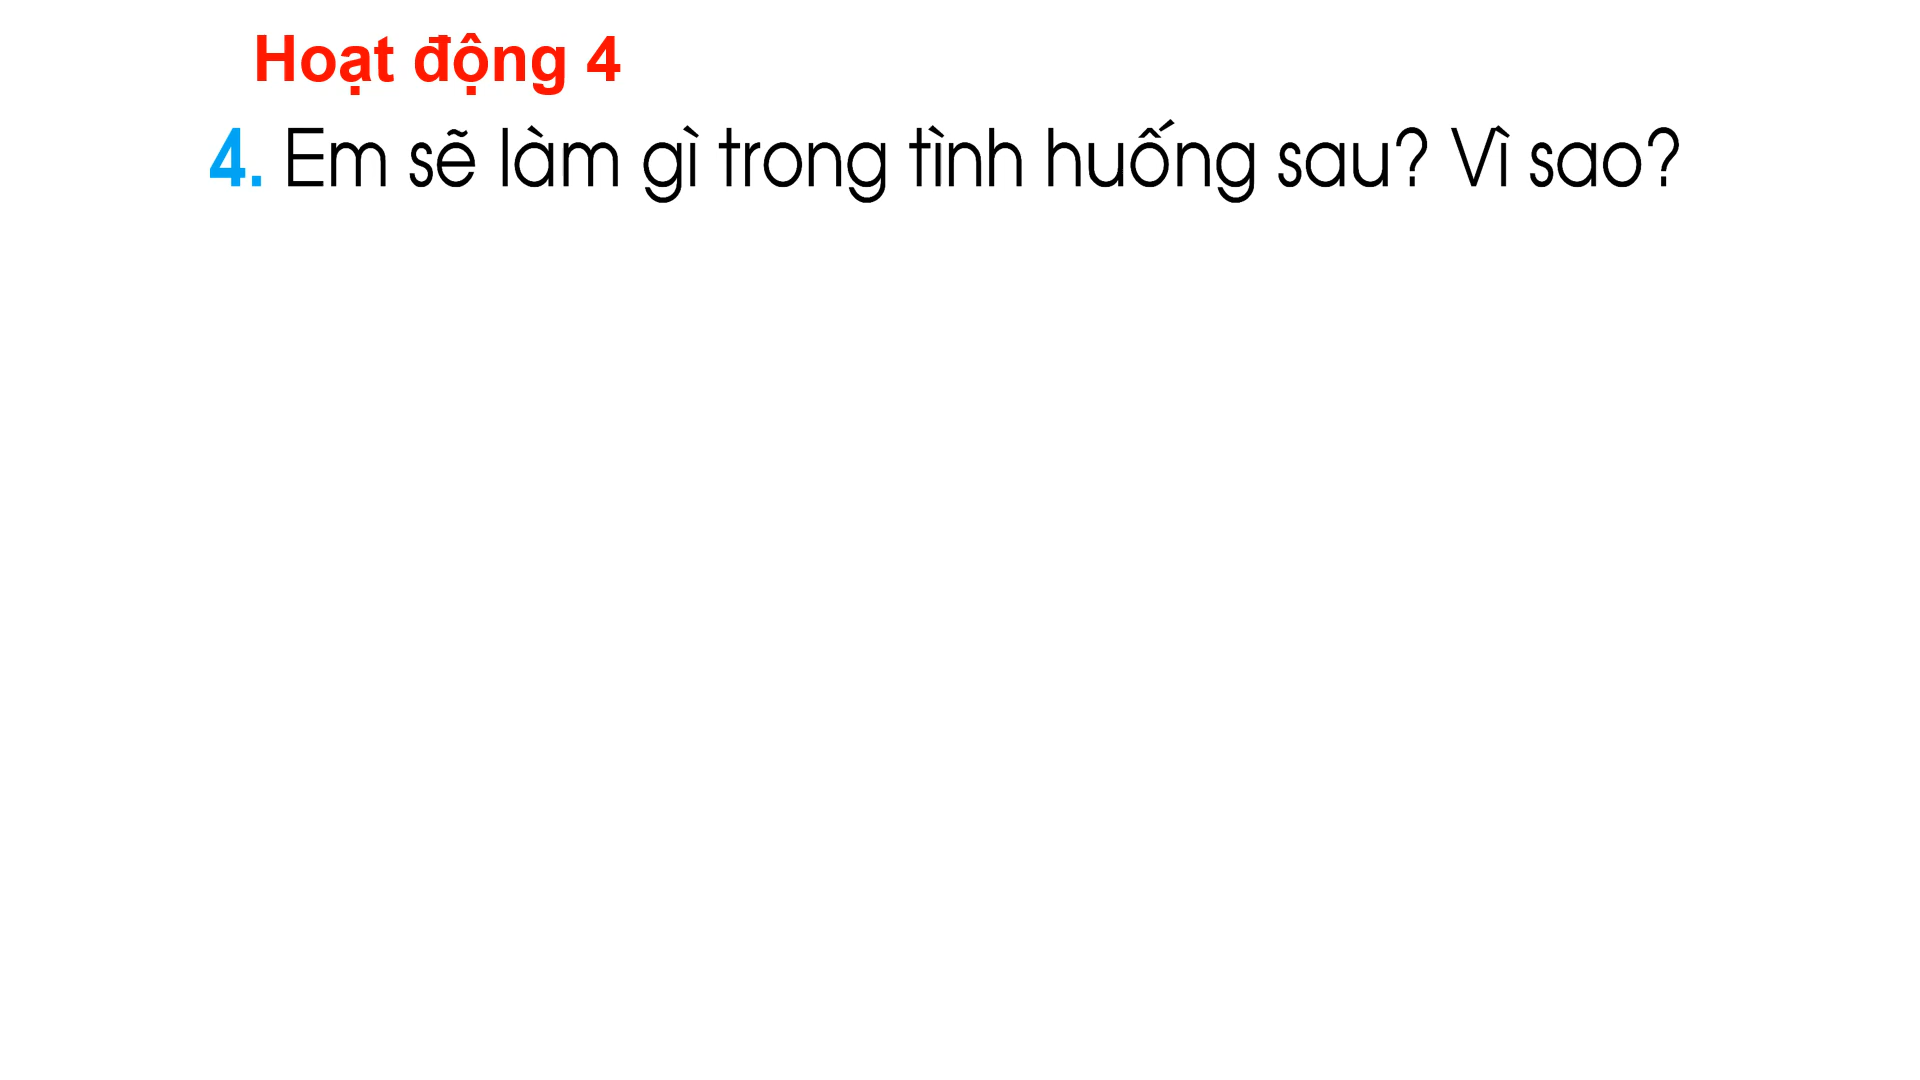 Hoạt động 4
4. Em sẽ làm gì trong tình huống sau? Vì sao?